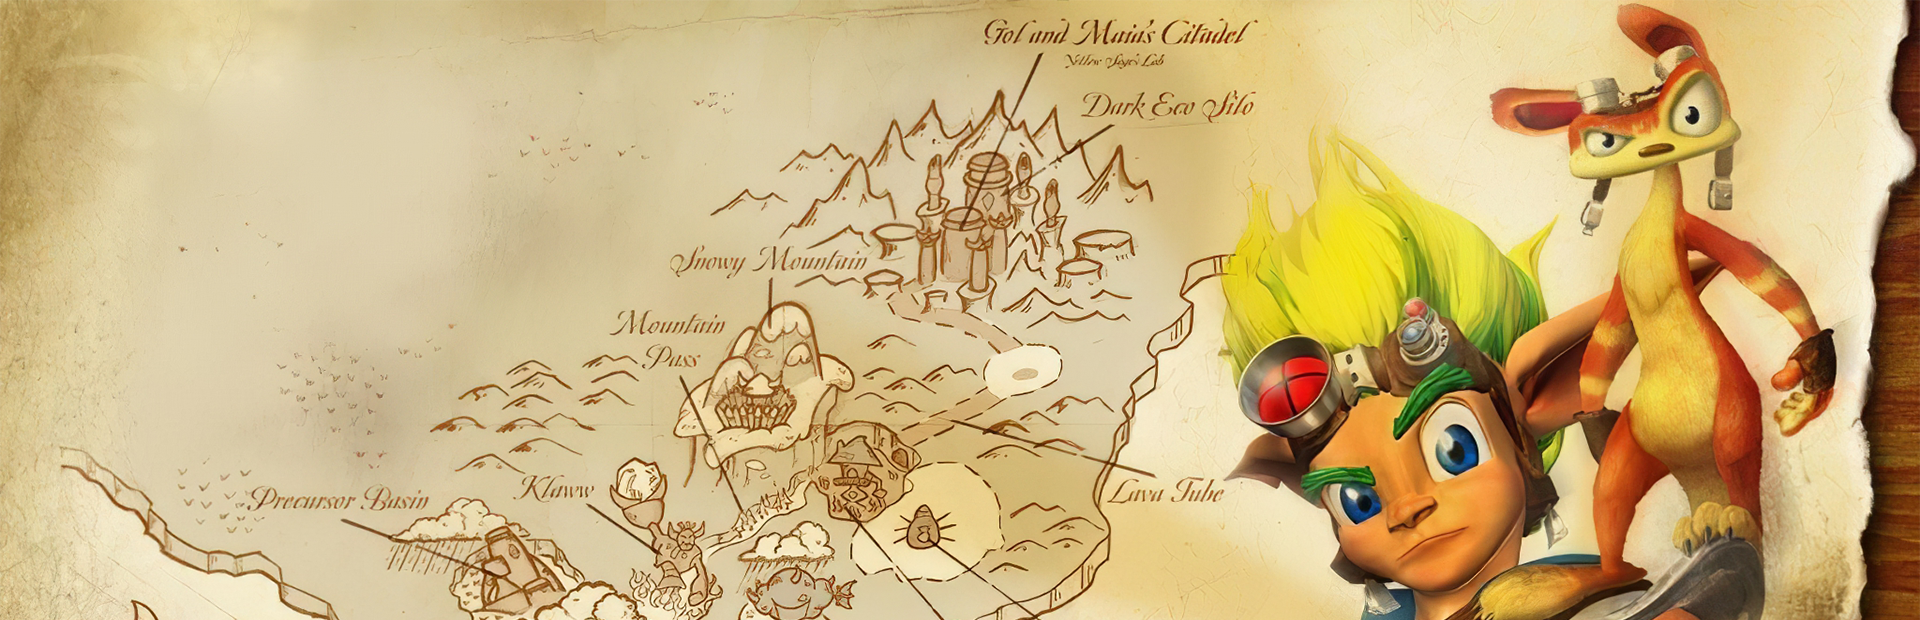 Gol and Maia's Citadel
Yellow Sage's Lab
Dark Eco Silo
Snowy Mountain
Mountain
Pass
Klaww
Precursor Basin
Lava Tube